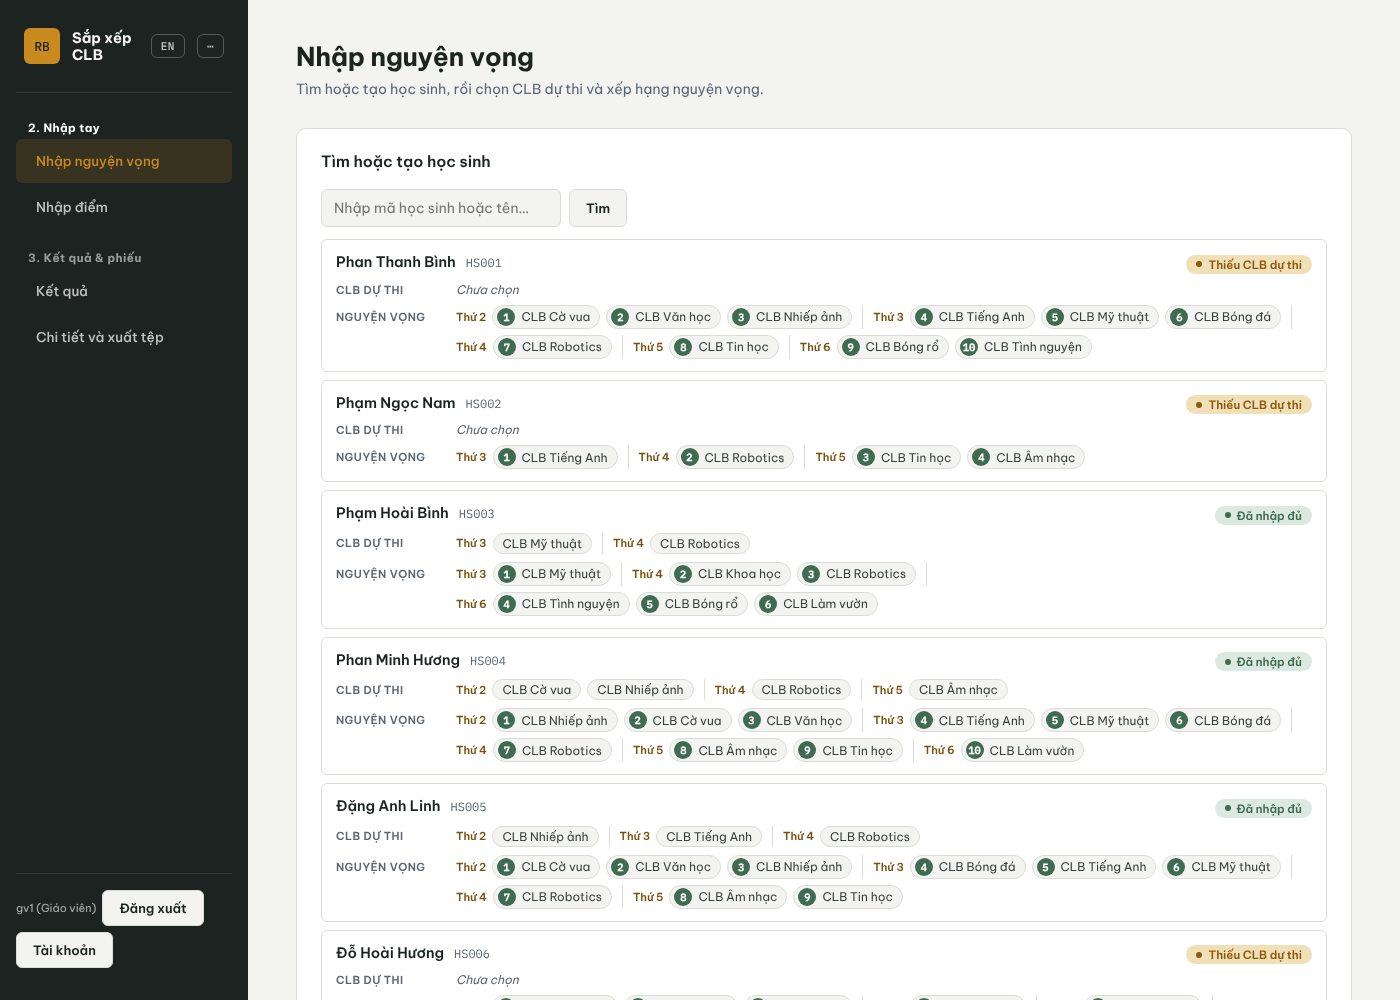 RB
Sắp xếp CLB
EN
⋯
2. Nhập tay
Nhập nguyện vọng
Nhập điểm
3. Kết quả & phiếu
Kết quả
Chi tiết và xuất tệp
gv1 (Giáo viên)
Đăng xuất
Tài khoản
Nhập nguyện vọng
Tìm hoặc tạo học sinh, rồi chọn CLB dự thi và xếp hạng nguyện vọng.
Tìm hoặc tạo học sinh
Nhập mã học sinh hoặc tên...
Tìm
Phan Thanh Bình HS001
Thiếu CLB dự thi
CLB DỰ THI Chưa chọn
NGUYỆN VỌNG Thứ 2 1 CLB Cờ vua 2 CLB Văn học 3 CLB Nhiếp ảnh Thứ 3 4 CLB Tiếng Anh 5 CLB Mỹ thuật 6 CLB Bóng đá
Thứ 4 7 CLB Robotics Thứ 5 8 CLB Tin học Thứ 6 9 CLB Bóng rổ 10 CLB Tình nguyện
Phạm Ngọc Nam HS002
Thiếu CLB dự thi
CLB DỰ THI Chưa chọn
NGUYỆN VỌNG Thứ 3 1 CLB Tiếng Anh Thứ 4 2 CLB Robotics Thứ 5 3 CLB Tin học 4 CLB Âm nhạc
Phạm Hoài Bình HS003
Đã nhập đủ
CLB DỰ THI Thứ 3 CLB Mỹ thuật Thứ 4 CLB Robotics
NGUYỆN VỌNG Thứ 3 1 CLB Mỹ thuật Thứ 4 2 CLB Khoa học 3 CLB Robotics
Thứ 6 4 CLB Tình nguyện 5 CLB Bóng rổ 6 CLB Làm vườn
Phan Minh Hương HS004
Đã nhập đủ
CLB DỰ THI Thứ 2 CLB Cờ vua CLB Nhiếp ảnh Thứ 4 CLB Robotics Thứ 5 CLB Âm nhạc
NGUYỆN VỌNG Thứ 2 1 CLB Nhiếp ảnh 2 CLB Cờ vua 3 CLB Văn học Thứ 3 4 CLB Tiếng Anh 5 CLB Mỹ thuật 6 CLB Bóng đá
Thứ 4 7 CLB Robotics Thứ 5 8 CLB Âm nhạc 9 CLB Tin học Thứ 6 10 CLB Làm vườn
Đặng Anh Linh HS005
Đã nhập đủ
CLB DỰ THI Thứ 2 CLB Nhiếp ảnh Thứ 3 CLB Tiếng Anh Thứ 4 CLB Robotics
NGUYỆN VỌNG Thứ 2 1 CLB Cờ vua 2 CLB Văn học 3 CLB Nhiếp ảnh Thứ 3 4 CLB Bóng đá 5 CLB Tiếng Anh 6 CLB Mỹ thuật
Thứ 4 7 CLB Robotics Thứ 5 8 CLB Âm nhạc 9 CLB Tin học
Đỗ Hoài Hương HS006
Thiếu CLB dự thi
CLB DỰ THI Chưa chọn